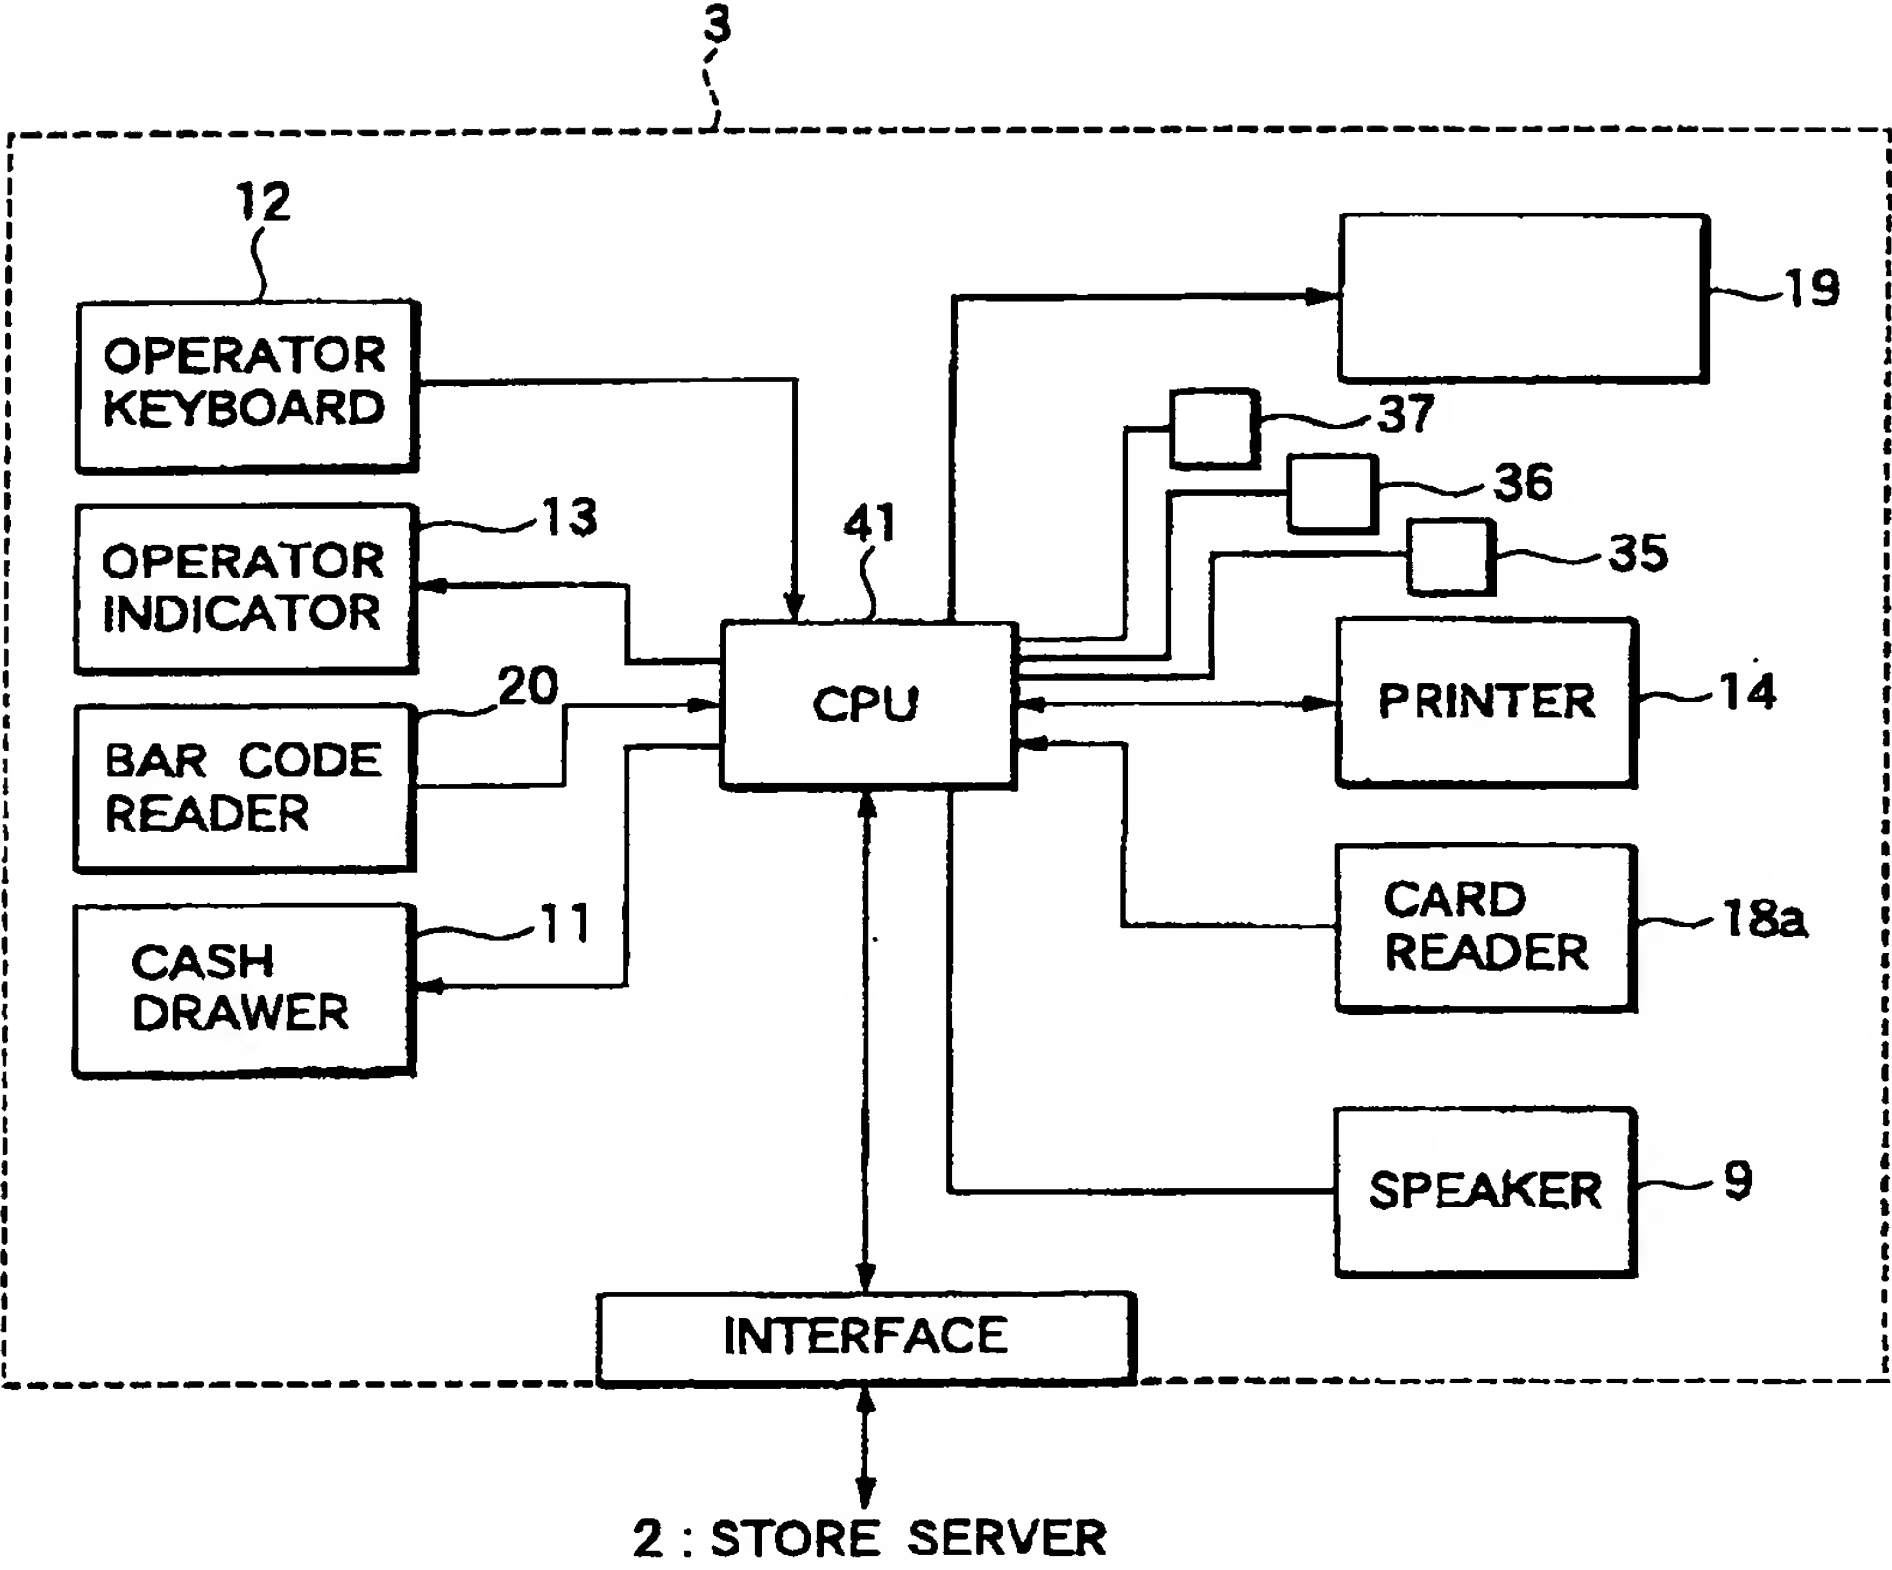 3
12
OPERATOR
KEYBOARD
19
37
36
35
13
OPERATOR
INDICATOR
41
CPU
PRINTER
14
20
BAR CODE
READER
CARD
READER
18a
11
CASH
DRAWER
SPEAKER
9
INTERFACE
2 : STORE SERVER